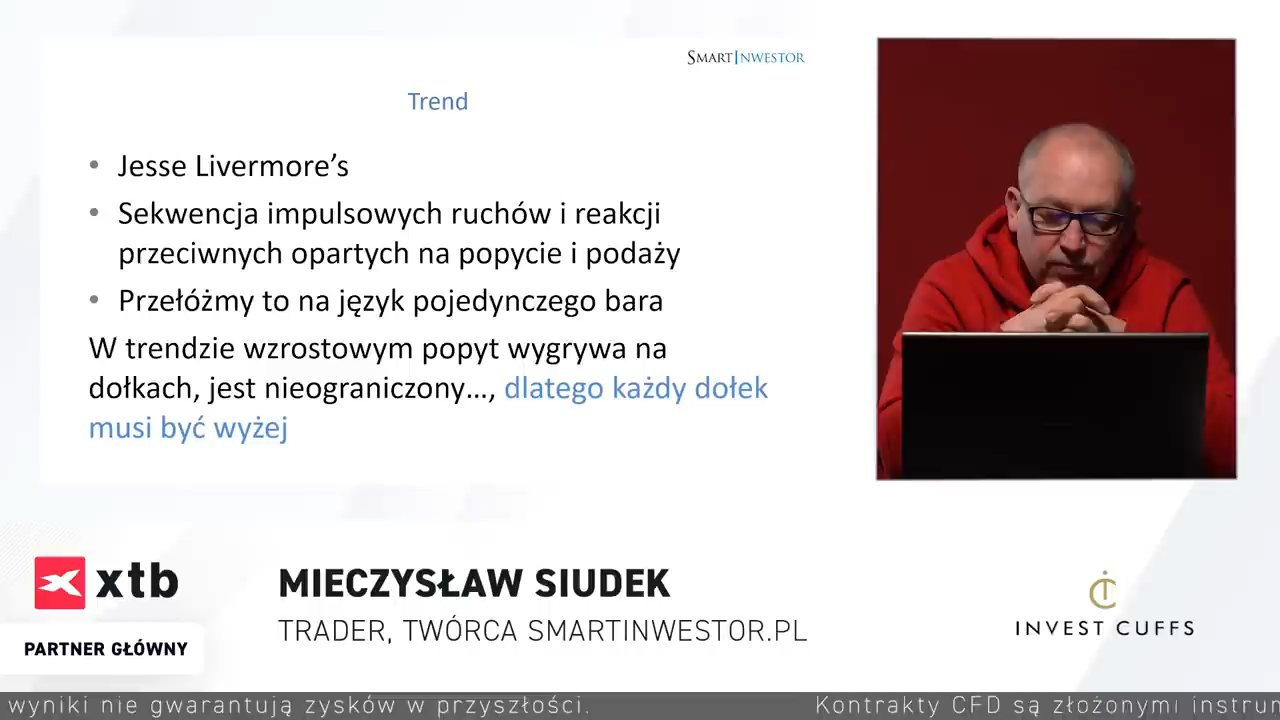 SMARTINWESTOR
Trend
• Jesse Livermore’s
• Sekwencja impulsowych ruchów i reakcji
przeciwnych opartych na popycie i podaży
• Przełóżmy to na język pojedynczego bara
W trendzie wzrostowym popyt wygrywa na
dołkach, jest nieograniczony…, dlatego każdy dołek
musi być wyżej
xtb
PARTNER GŁÓWNY
MIECZYSŁAW SIUDEK
TRADER, TWÓRCA SMARTINWESTOR.PL
INVEST CUFFS
wyniki nie gwarantują zysków w przyszłości. Kontrakty CFD są złożonymi instrum